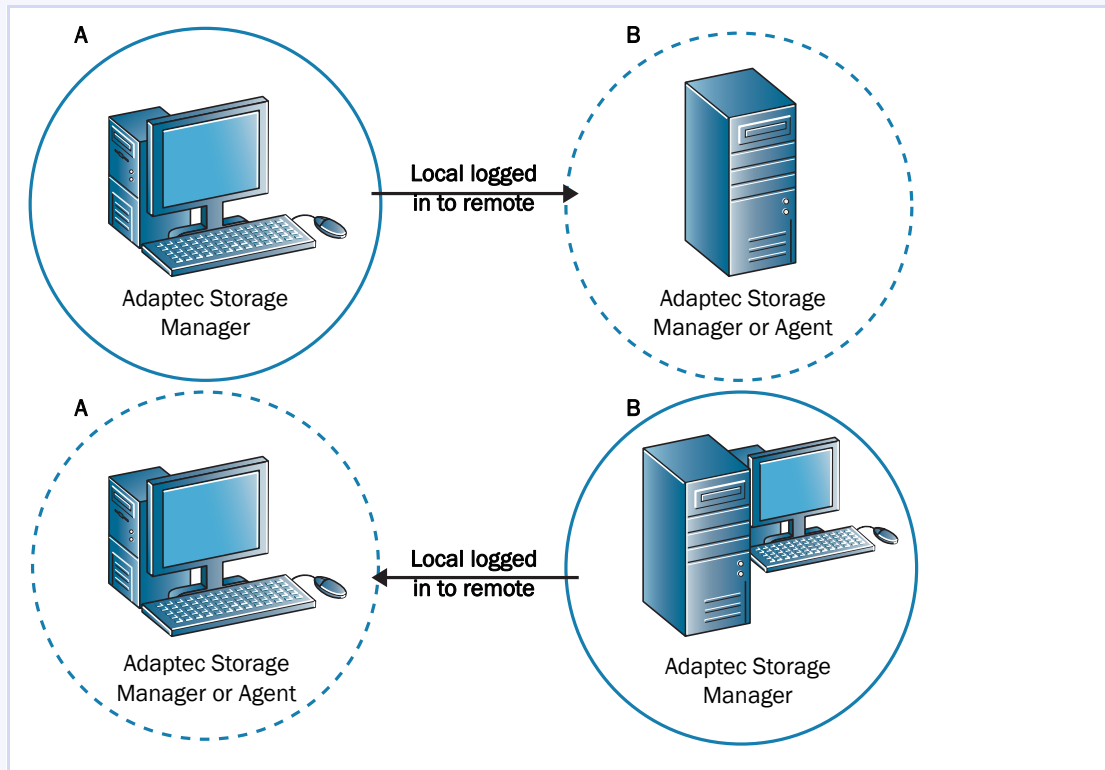 A
B
Local logged
in to remote
Adaptec Storage
Manager
Adaptec Storage
Manager or Agent
A
B
Local logged
in to remote
Adaptec Storage
Manager or Agent
Adaptec Storage
Manager